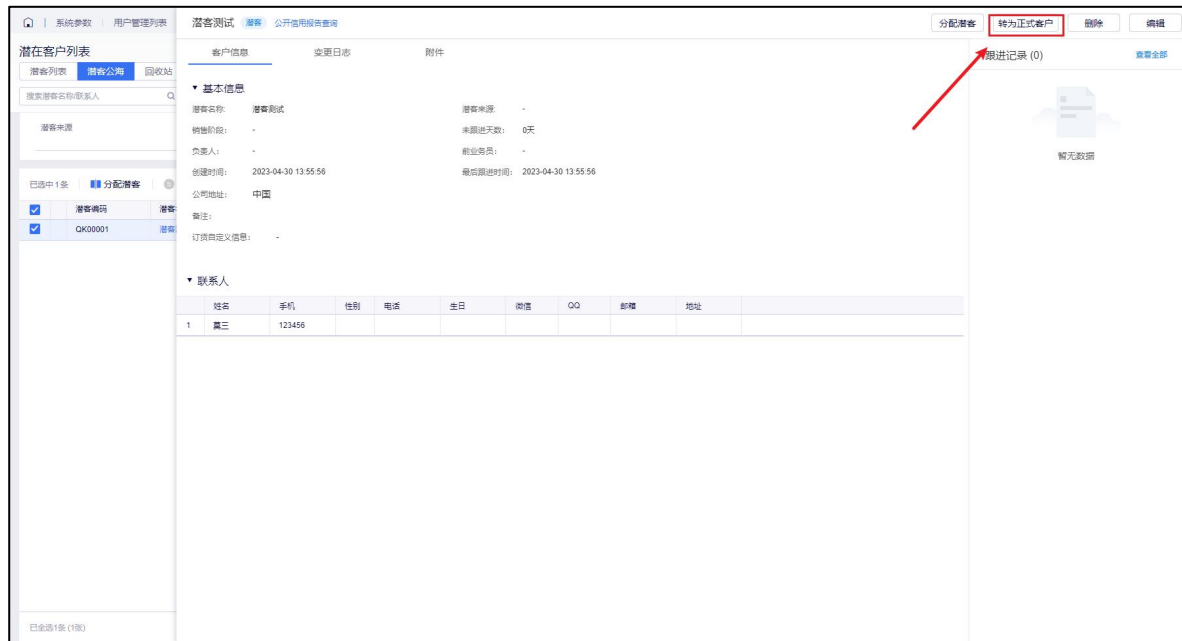 系统参数 用户管理列表
潜客测试 潜客 公开信用报告查询
分配潜客 转为正式客户 删除 编辑
潜在客户列表
潜客列表 潜客公海 回收站
搜索潜客名称/联系人
潜客来源
已选中1条 分配潜客
潜客编码 潜客
QK00001 潜客
已全选1条 (1张)
客户信息 变更日志 附件
基本信息
潜客名称: 潜客测试 潜客来源: -
销售阶段: - 未跟进天数: 0天
负责人: - 前业务员: -
创建时间: 2023-04-30 13:55:56 最后跟进时间: 2023-04-30 13:55:56
公司地址: 中国
备注:
订货自定义信息: -
联系人
姓名 手机 性别 电话 生日 微信 QQ 邮箱 地址
1 莫三 123456
跟进记录 (0) 查看全部
暂无数据